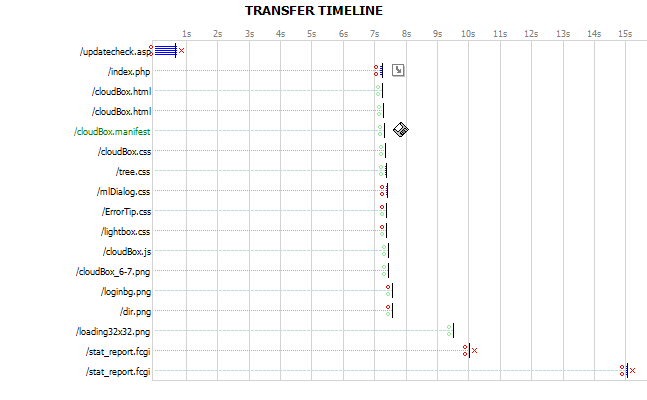 TRANSFER TIMELINE
1s 2s 3s 4s 5s 6s 7s 8s 9s 10s 11s 12s 13s 14s 15s
/updatecheck.asp
/index.php
/cloudBox.html
/cloudBox.html
/cloudBox.manifest
/cloudBox.css
/tree.css
/mlDialog.css
/ErrorTip.css
/lightbox.css
/cloudBox.js
/cloudBox_6-7.png
/loginbg.png
/dir.png
/loading32x32.png
/stat_report.fcgi
/stat_report.fcgi